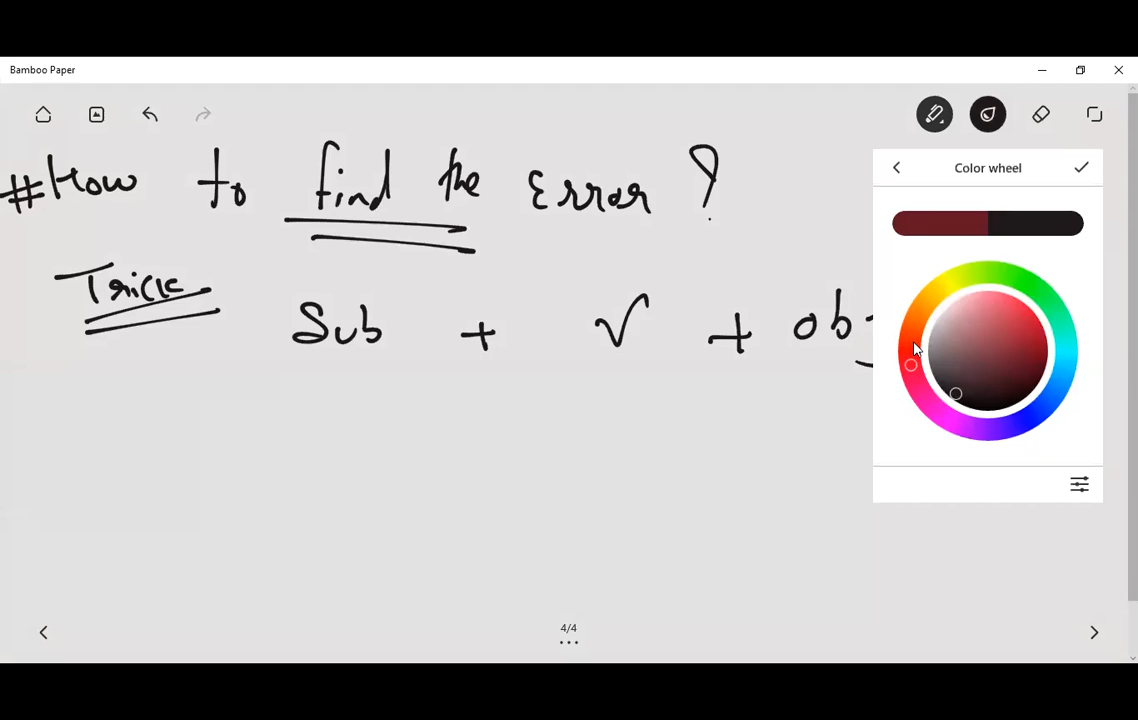 Bamboo Paper
#How to find the Error?
Color wheel
Trick
Sub + V + ob
4/4